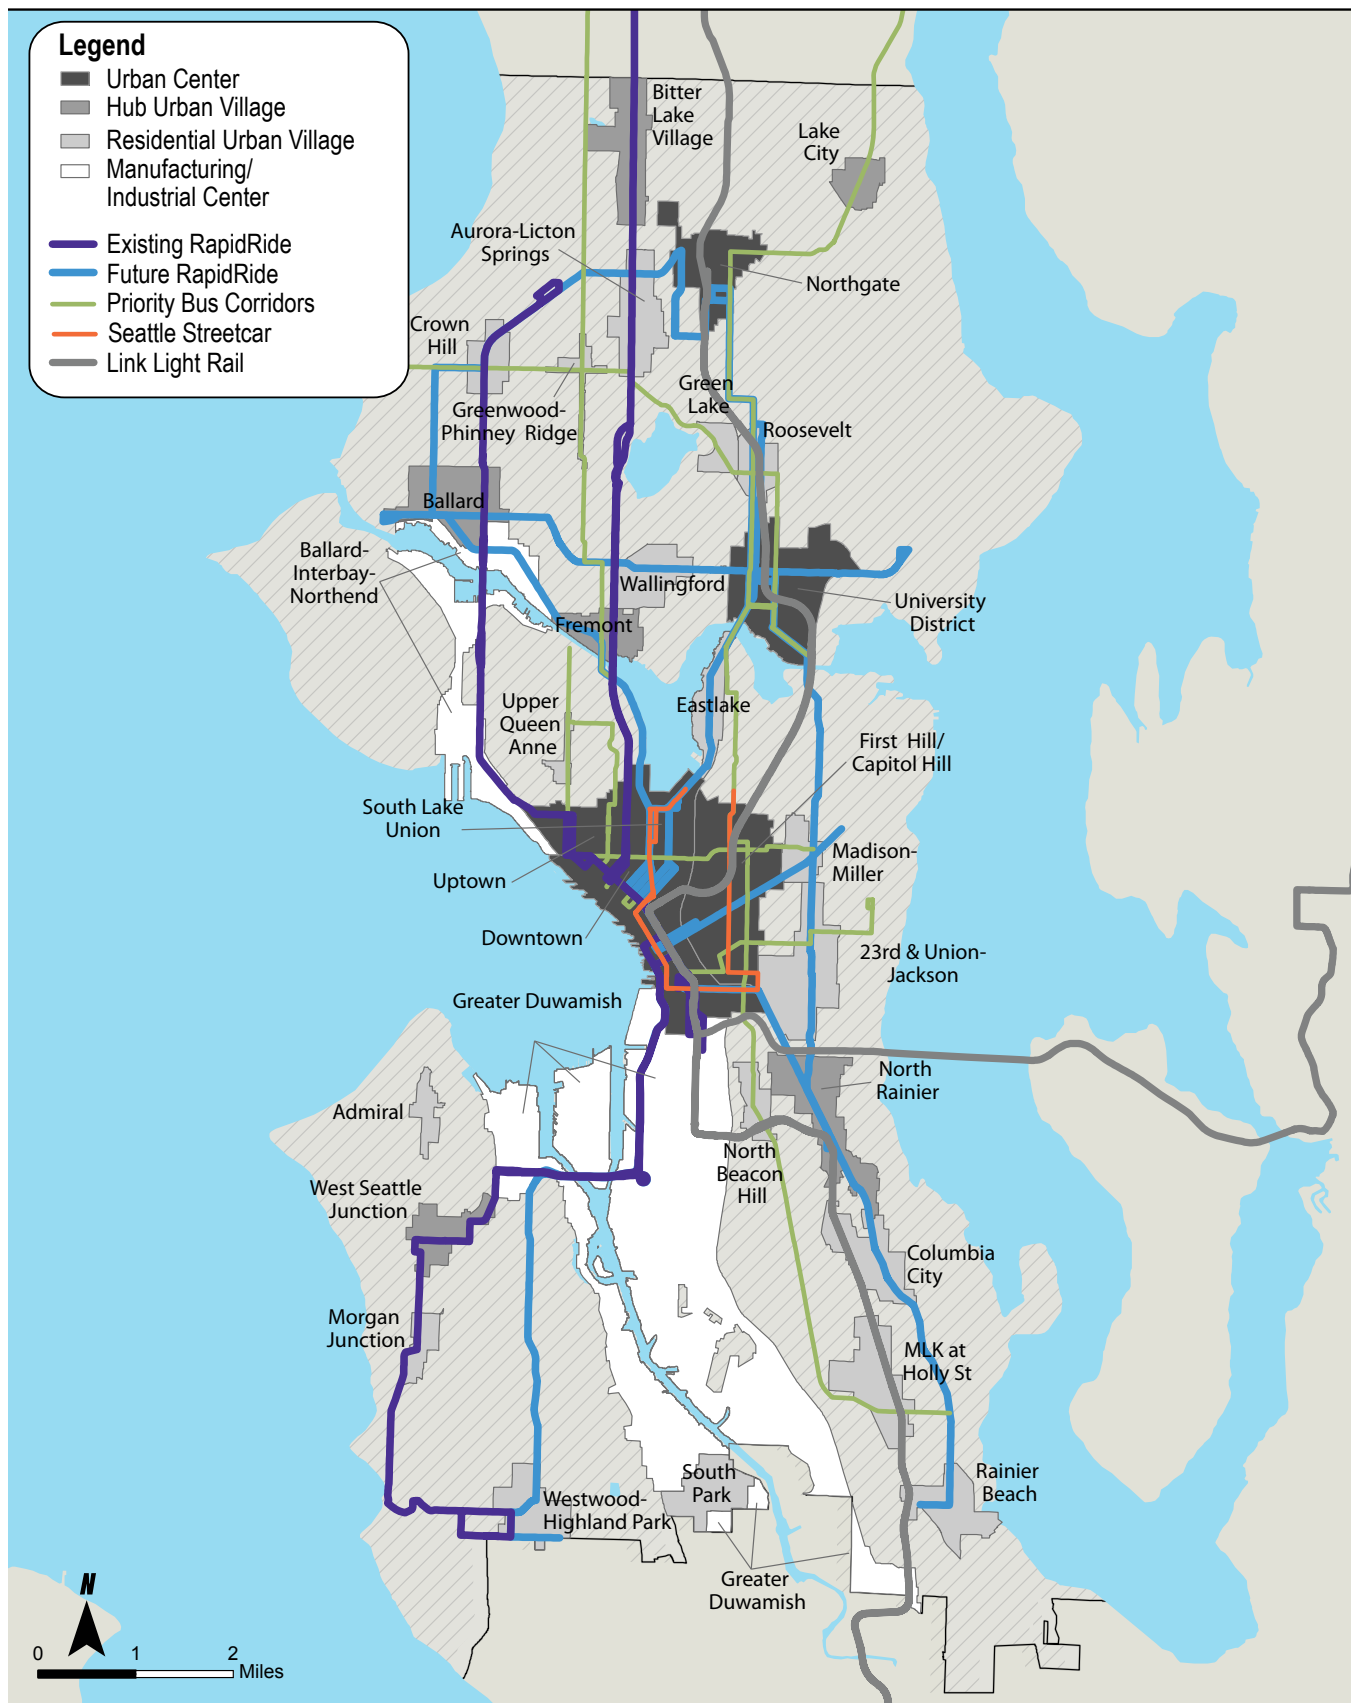 Legend
Urban Center
Hub Urban Village
Residential Urban Village
Manufacturing/
Industrial Center
Existing RapidRide
Future RapidRide
Priority Bus Corridors
Seattle Streetcar
Link Light Rail
Bitter
Lake
Village
Lake
City
Aurora-Licton
Springs
Northgate
Crown
Hill
Green
Lake
Greenwood-
Phinney Ridge
Roosevelt
Ballard
Ballard-
Interbay-
Northend
Wallingford
University
District
Fremont
Upper
Queen
Anne
Eastlake
First Hill/
Capitol Hill
South Lake
Union
Madison-
Miller
Uptown
Downtown
23rd & Union-
Jackson
Greater Duwamish
North
Rainier
Admiral
North
Beacon
Hill
West Seattle
Junction
Columbia
City
Morgan
Junction
MLK at
Holly St
South
Park
Rainier
Beach
Westwood-
Highland Park
Greater
Duwamish
N
0 1 2
Miles